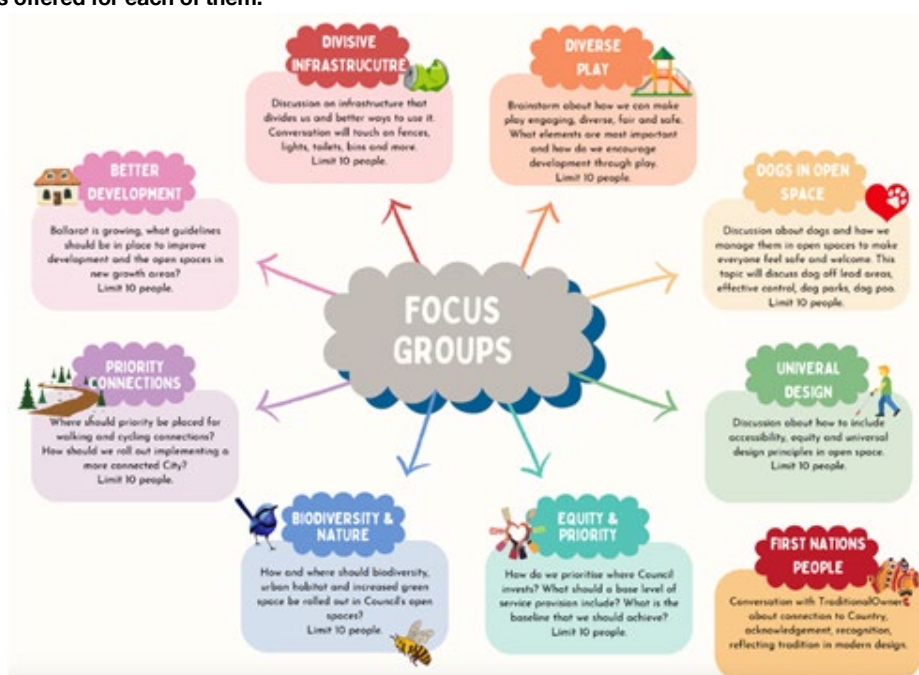 s offered for each of them.
DIVISIVE
INFRASTRUCUTRE
Discussion on infrastructure that
divides us and better ways to use it.
Conversation will touch on fences,
lights, toilets, bins and more.
Limit 10 people.
DIVERSE
PLAY
Brainstorm about how we can make
play engaging, diverse, fair and safe.
What elements are most important
and how do we encourage
development through play.
Limit 10 people.
BETTER
DEVELOPMENT
Ballarat is growing, what guidelines
should be in place to improve
development and the open spaces in
new growth areas?
Limit 10 people.
DOGS IN OPEN
SPACE
Discussion about dogs and how we
manage them in open spaces to make
everyone feel safe and welcome. This
topic will discuss dog off lead areas,
effective control, dog parks, dog poo.
Limit 10 people.
FOCUS
GROUPS
PRIORITY
CONNECTIONS
Where should priority be placed for
walking and cycling connections?
How should we roll out implementing a
more connected City?
Limit 10 people.
UNIVERAL
DESIGN
Discussion about how to include
accessibility, equity and universal
design principles in open space.
Limit 10 people.
BIODIVERSITY &
NATURE
How and where should biodiversity,
urban habitat and increased green
space be rolled out in Council's open
spaces?
Limit 10 people.
EQUITY &
PRIORITY
How do we prioritise where Council
invests? What should a base level of
service provision include? What is the
baseline that we should achieve?
Limit 10 people.
FIRST NATIONS
PEOPLE
Conversation with TraditionalOwners
about connection to Country,
acknowledgement, recognition,
reflecting tradition in modern design.